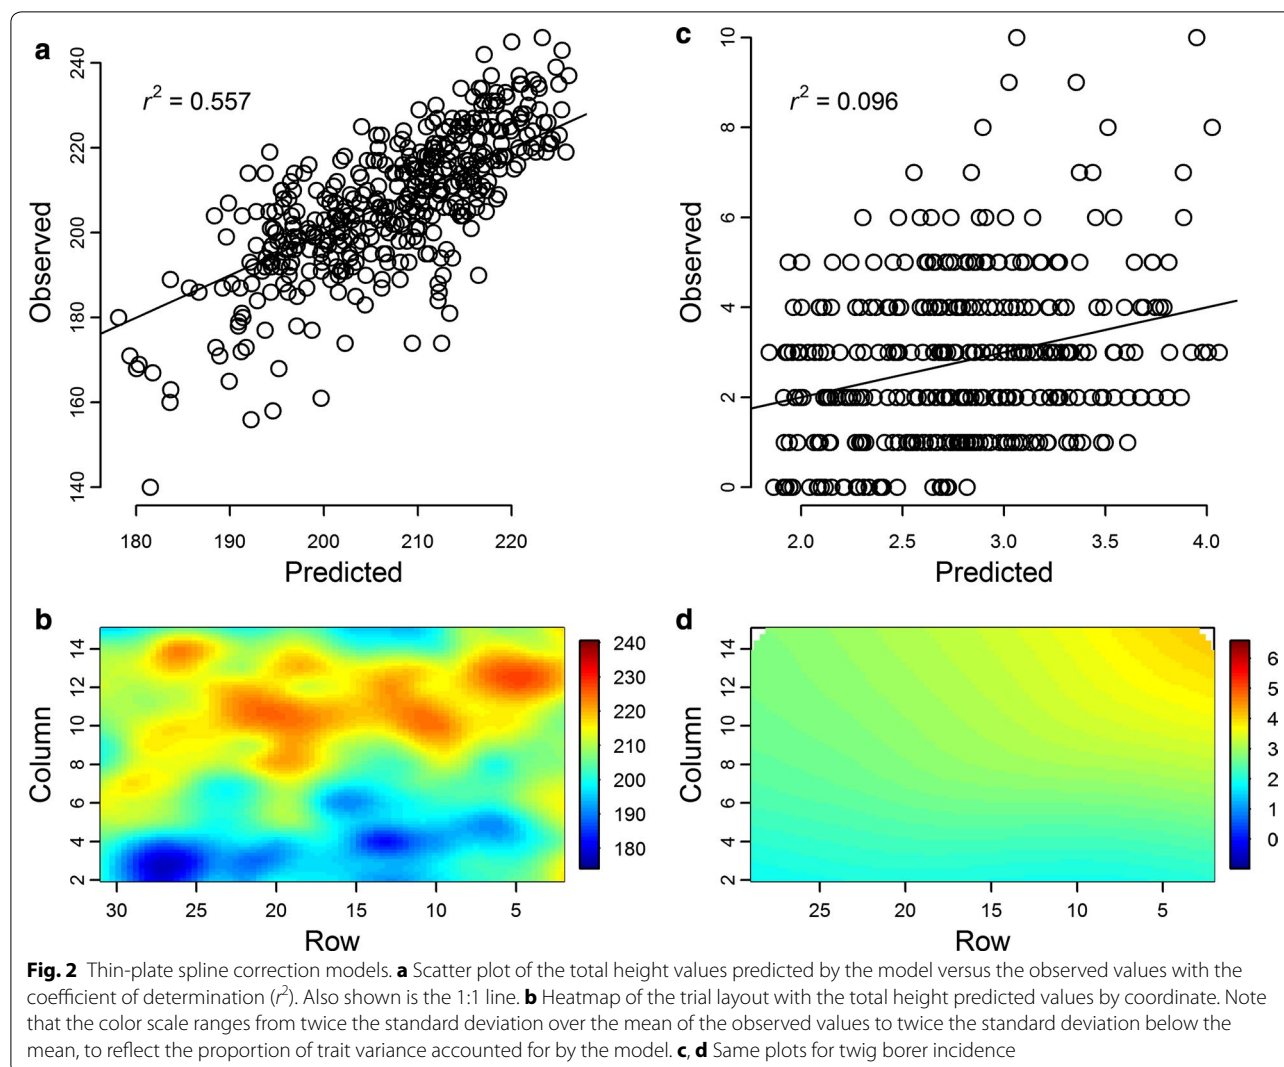 a
r² = 0.557
Observed
240
220
200
180
160
140
180 190 200 210 220
Predicted
c
r² = 0.096
Observed
10
8
6
4
2
0
2.0 2.5 3.0 3.5 4.0
Predicted
b
Column
14
12
10
8
6
4
2
30 25 20 15 10 5
Row
240
230
220
210
200
190
180
d
Column
14
12
10
8
6
4
2
25 20 15 10 5
Row
6
5
4
3
2
1
0
Fig. 2 Thin-plate spline correction models. a Scatter plot of the total height values predicted by the model versus the observed values with the
coefficient of determination (r²). Also shown is the 1:1 line. b Heatmap of the trial layout with the total height predicted values by coordinate. Note
that the color scale ranges from twice the standard deviation over the mean of the observed values to twice the standard deviation below the
mean, to reflect the proportion of trait variance accounted for by the model. c, d Same plots for twig borer incidence